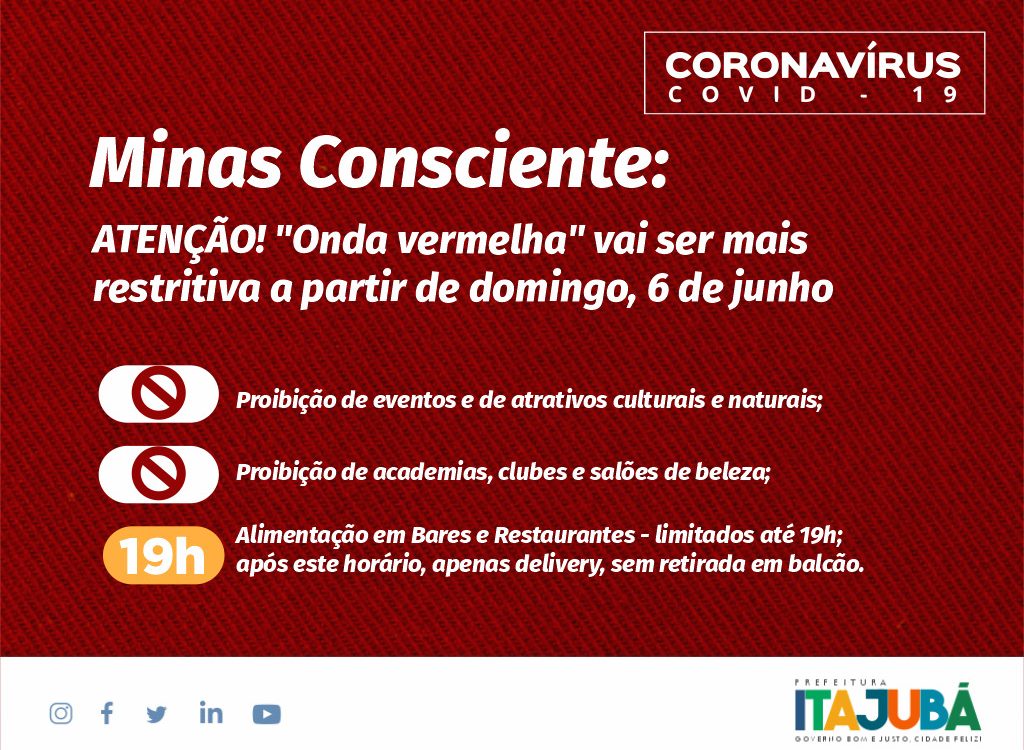 CORONAVÍRUS
COVID - 19
Minas Consciente:
ATENÇÃO! "Onda vermelha" vai ser mais
restritiva a partir de domingo, 6 de junho
Proibição de eventos e de atrativos culturais e naturais;
Proibição de academias, clubes e salões de beleza;
19h
Alimentação em Bares e Restaurantes - limitados até 19h;
após este horário, apenas delivery, sem retirada em balcão.
PREFEITURA
ITAJUBÁ
GOVERNO BOM E JUSTO, CIDADE FELIZ!